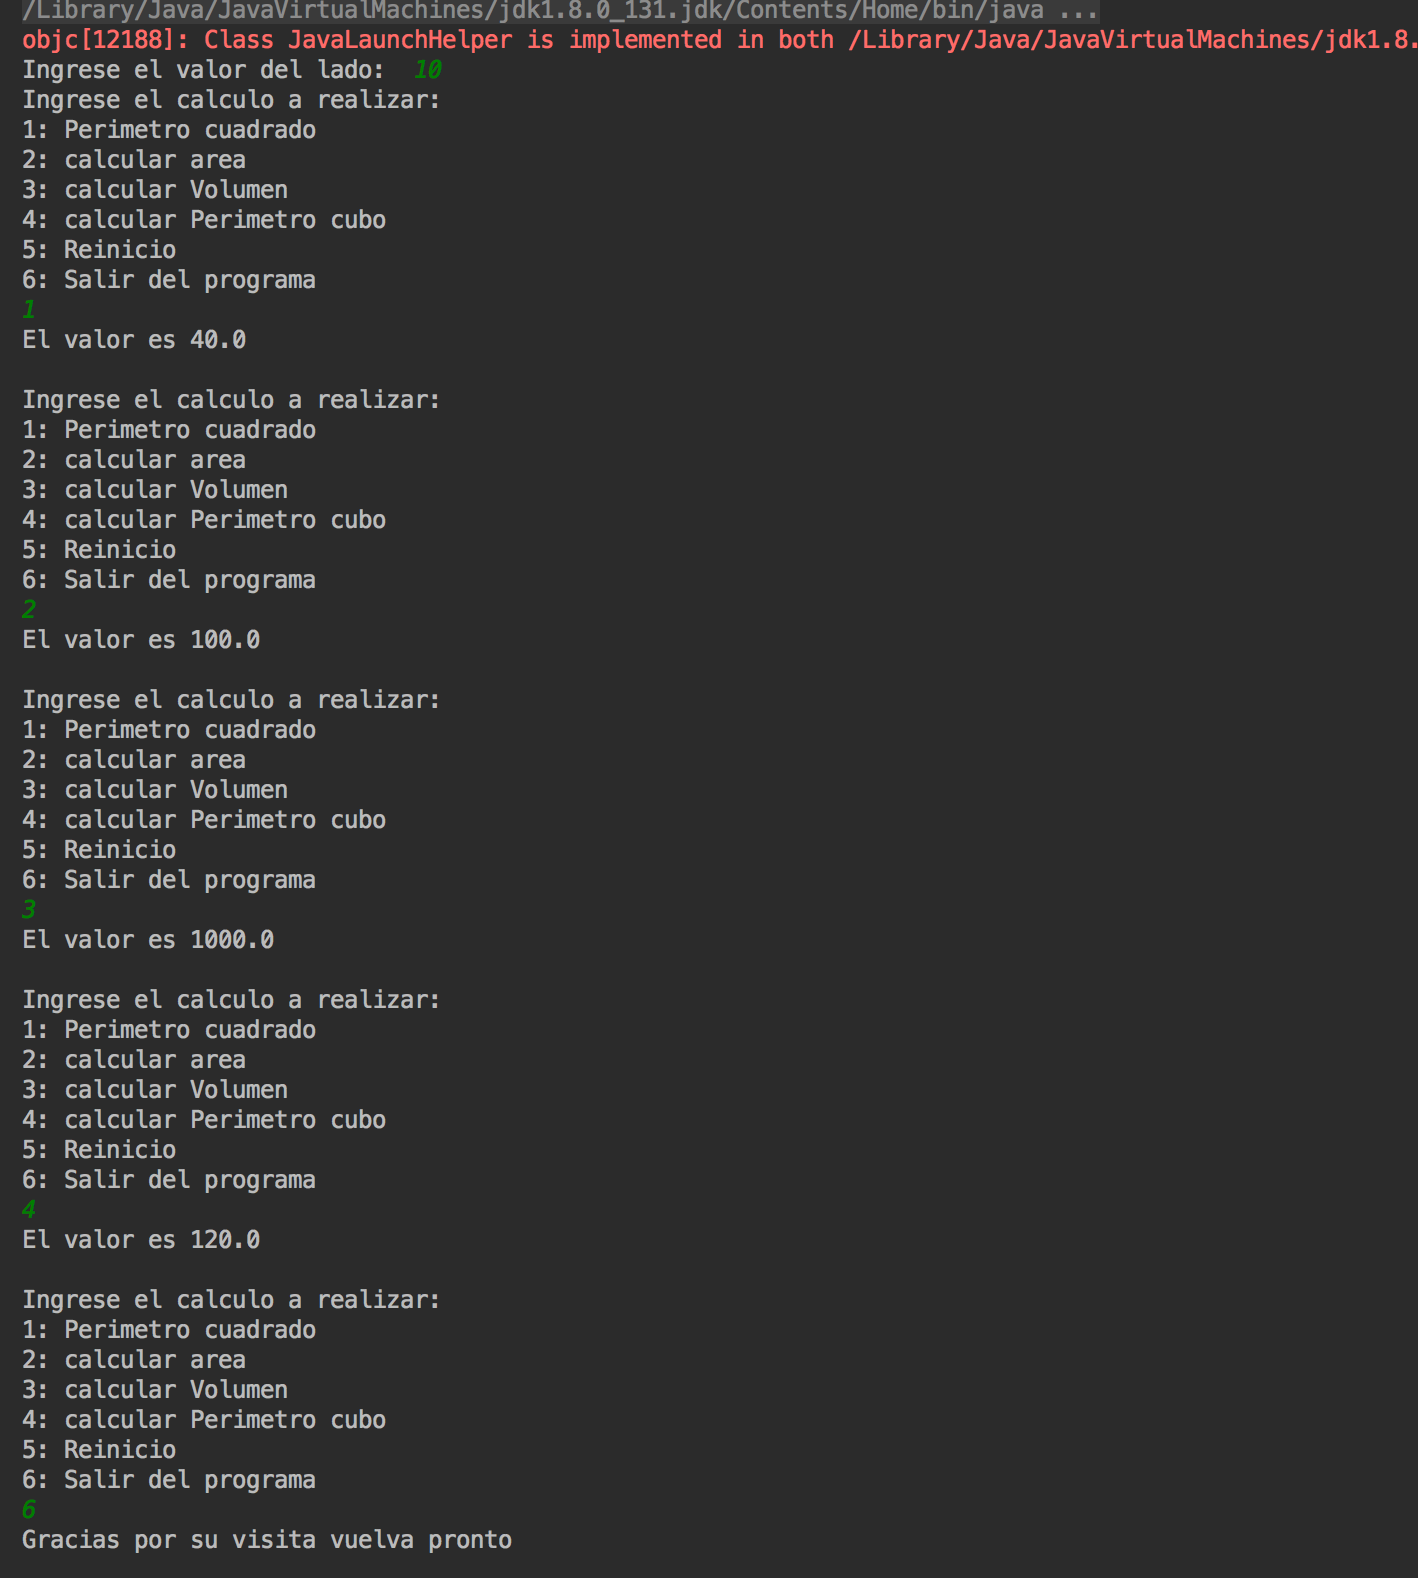 /Library/Java/JavaVirtualMachines/jdk1.8.0_131.jdk/Contents/Home/bin/java ...
objc[12188]: Class JavaLaunchHelper is implemented in both /Library/Java/JavaVirtualMachines/jdk1.8.
Ingrese el valor del lado:  10
Ingrese el calculo a realizar:
1: Perimetro cuadrado
2: calcular area
3: calcular Volumen
4: calcular Perimetro cubo
5: Reinicio
6: Salir del programa
1
El valor es 40.0

Ingrese el calculo a realizar:
1: Perimetro cuadrado
2: calcular area
3: calcular Volumen
4: calcular Perimetro cubo
5: Reinicio
6: Salir del programa
2
El valor es 100.0

Ingrese el calculo a realizar:
1: Perimetro cuadrado
2: calcular area
3: calcular Volumen
4: calcular Perimetro cubo
5: Reinicio
6: Salir del programa
3
El valor es 1000.0

Ingrese el calculo a realizar:
1: Perimetro cuadrado
2: calcular area
3: calcular Volumen
4: calcular Perimetro cubo
5: Reinicio
6: Salir del programa
4
El valor es 120.0

Ingrese el calculo a realizar:
1: Perimetro cuadrado
2: calcular area
3: calcular Volumen
4: calcular Perimetro cubo
5: Reinicio
6: Salir del programa
6
Gracias por su visita vuelva pronto